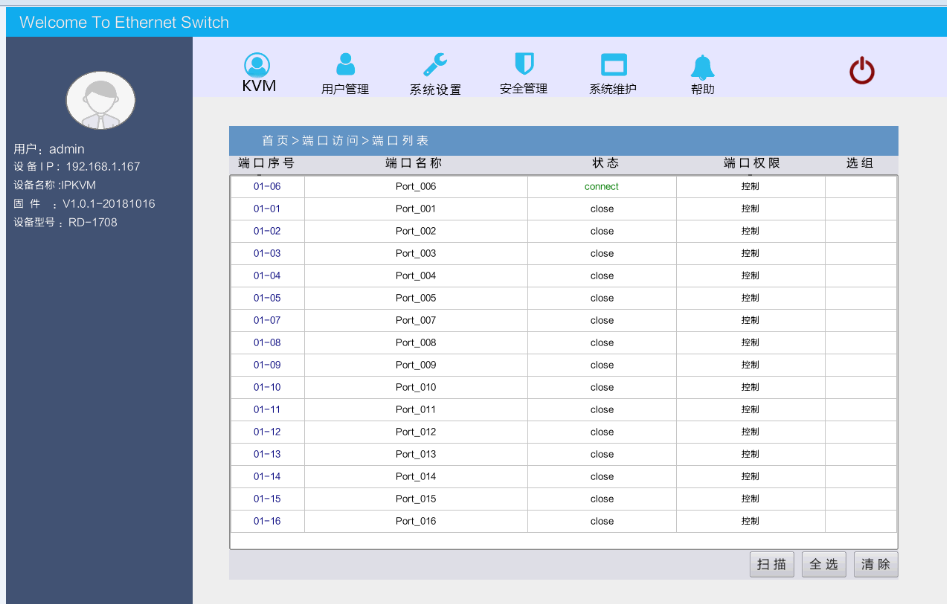 Welcome To Ethernet Switch
KVM 用户管理 系统设置 安全管理 系统维护 帮助
用户: admin
设备IP: 192.168.1.167
设备名称:IPKVM
固 件 : V1.0.1-20181016
设备型号: RD-1708
首页>端口访问>端口列表
端口序号 端口名称 状态 端口权限 选组
01-06 Port_006 connect 控制
01-01 Port_001 close 控制
01-02 Port_002 close 控制
01-03 Port_003 close 控制
01-04 Port_004 close 控制
01-05 Port_005 close 控制
01-07 Port_007 close 控制
01-08 Port_008 close 控制
01-09 Port_009 close 控制
01-10 Port_010 close 控制
01-11 Port_011 close 控制
01-12 Port_012 close 控制
01-13 Port_013 close 控制
01-14 Port_014 close 控制
01-15 Port_015 close 控制
01-16 Port_016 close 控制
扫描 全选 清除